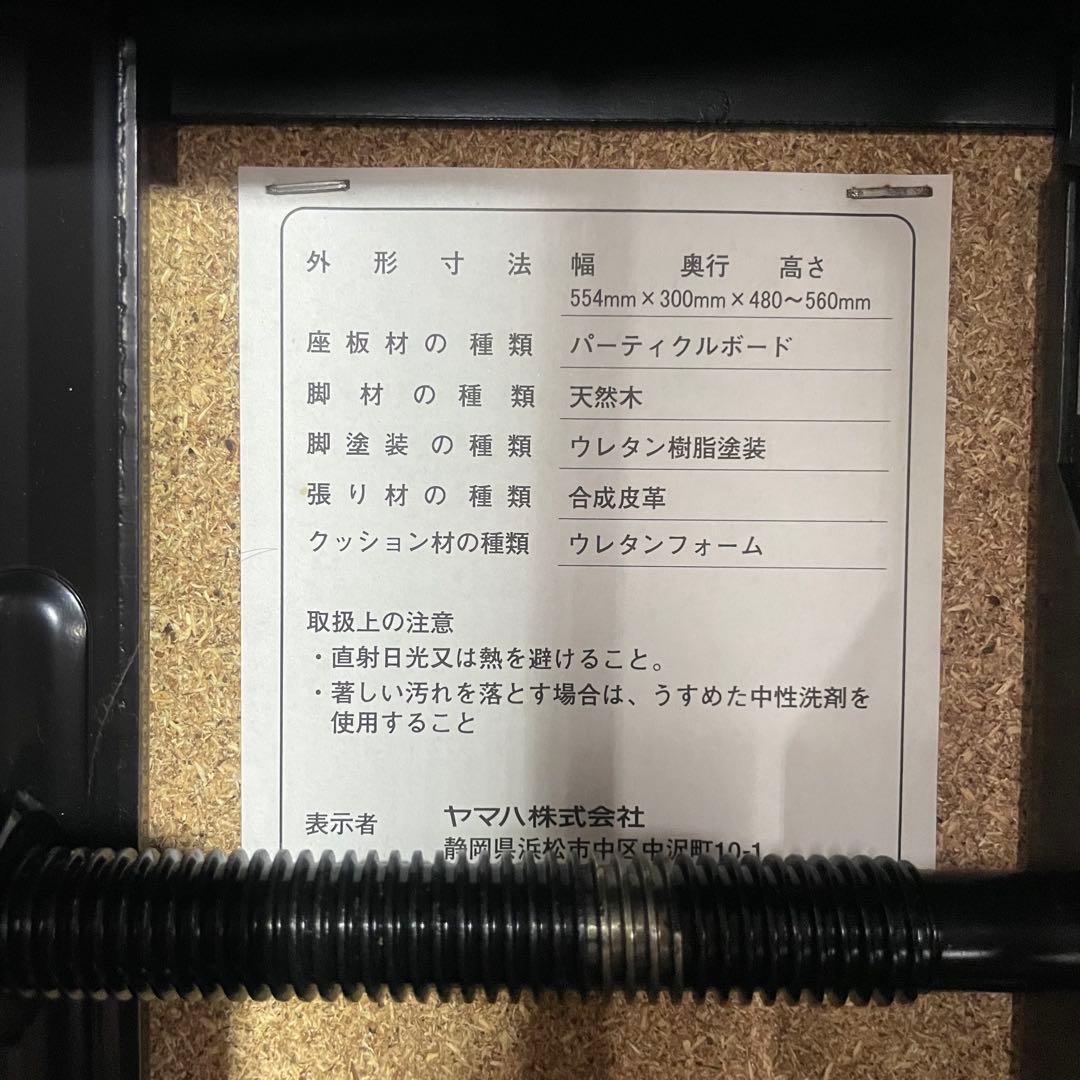 外形寸法 幅 奥行 高さ
554mm×300mm×480〜560mm
座板材の種類 パーティクルボード
脚材の種類 天然木
脚塗装の種類 ウレタン樹脂塗装
張り材の種類 合成皮革
クッション材の種類 ウレタンフォーム
取扱上の注意
・直射日光又は熱を避けること。
・著しい汚れを落とす場合は、うすめた中性洗剤を
使用すること
表示者 ヤマハ株式会社
静岡県浜松市中区中沢町10-1